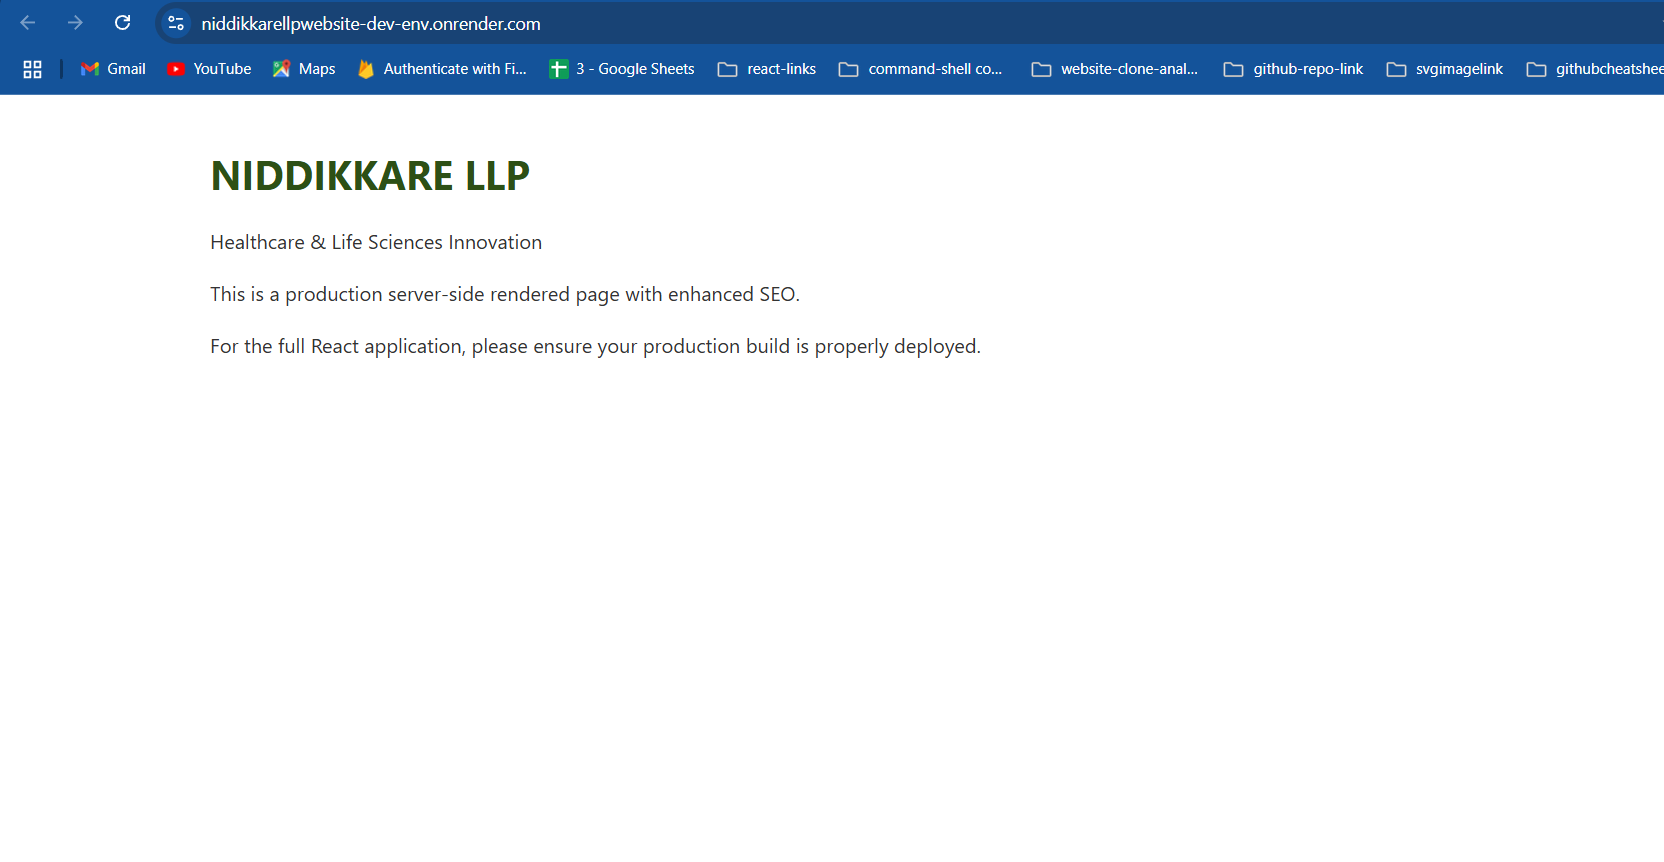 niddikkarellpwebsite-dev-env.onrender.com
Gmail YouTube Maps Authenticate with Fi... 3 - Google Sheets react-links command-shell co... website-clone-anal... github-repo-link svgimagelink githubcheatshee
NIDDIKKARE LLP
Healthcare & Life Sciences Innovation
This is a production server-side rendered page with enhanced SEO.
For the full React application, please ensure your production build is properly deployed.